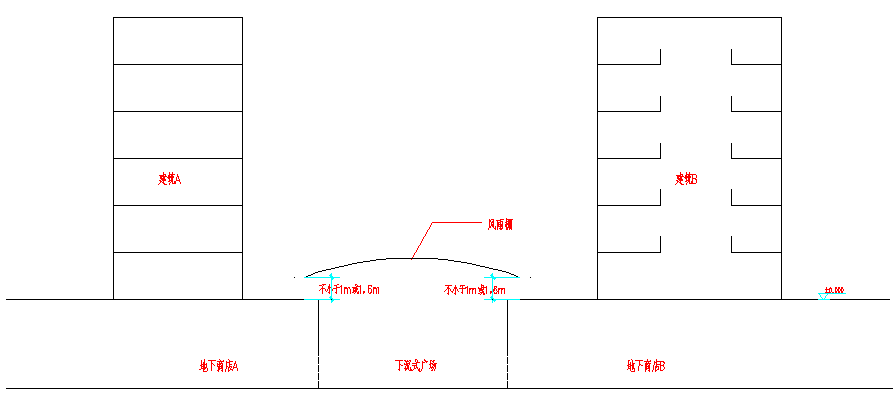 建筑A
建筑B
风雨棚
不小于1m或1.6m
不小于1m或1.6m
±0.000
地下商店A
下沉式广场
地下商店B